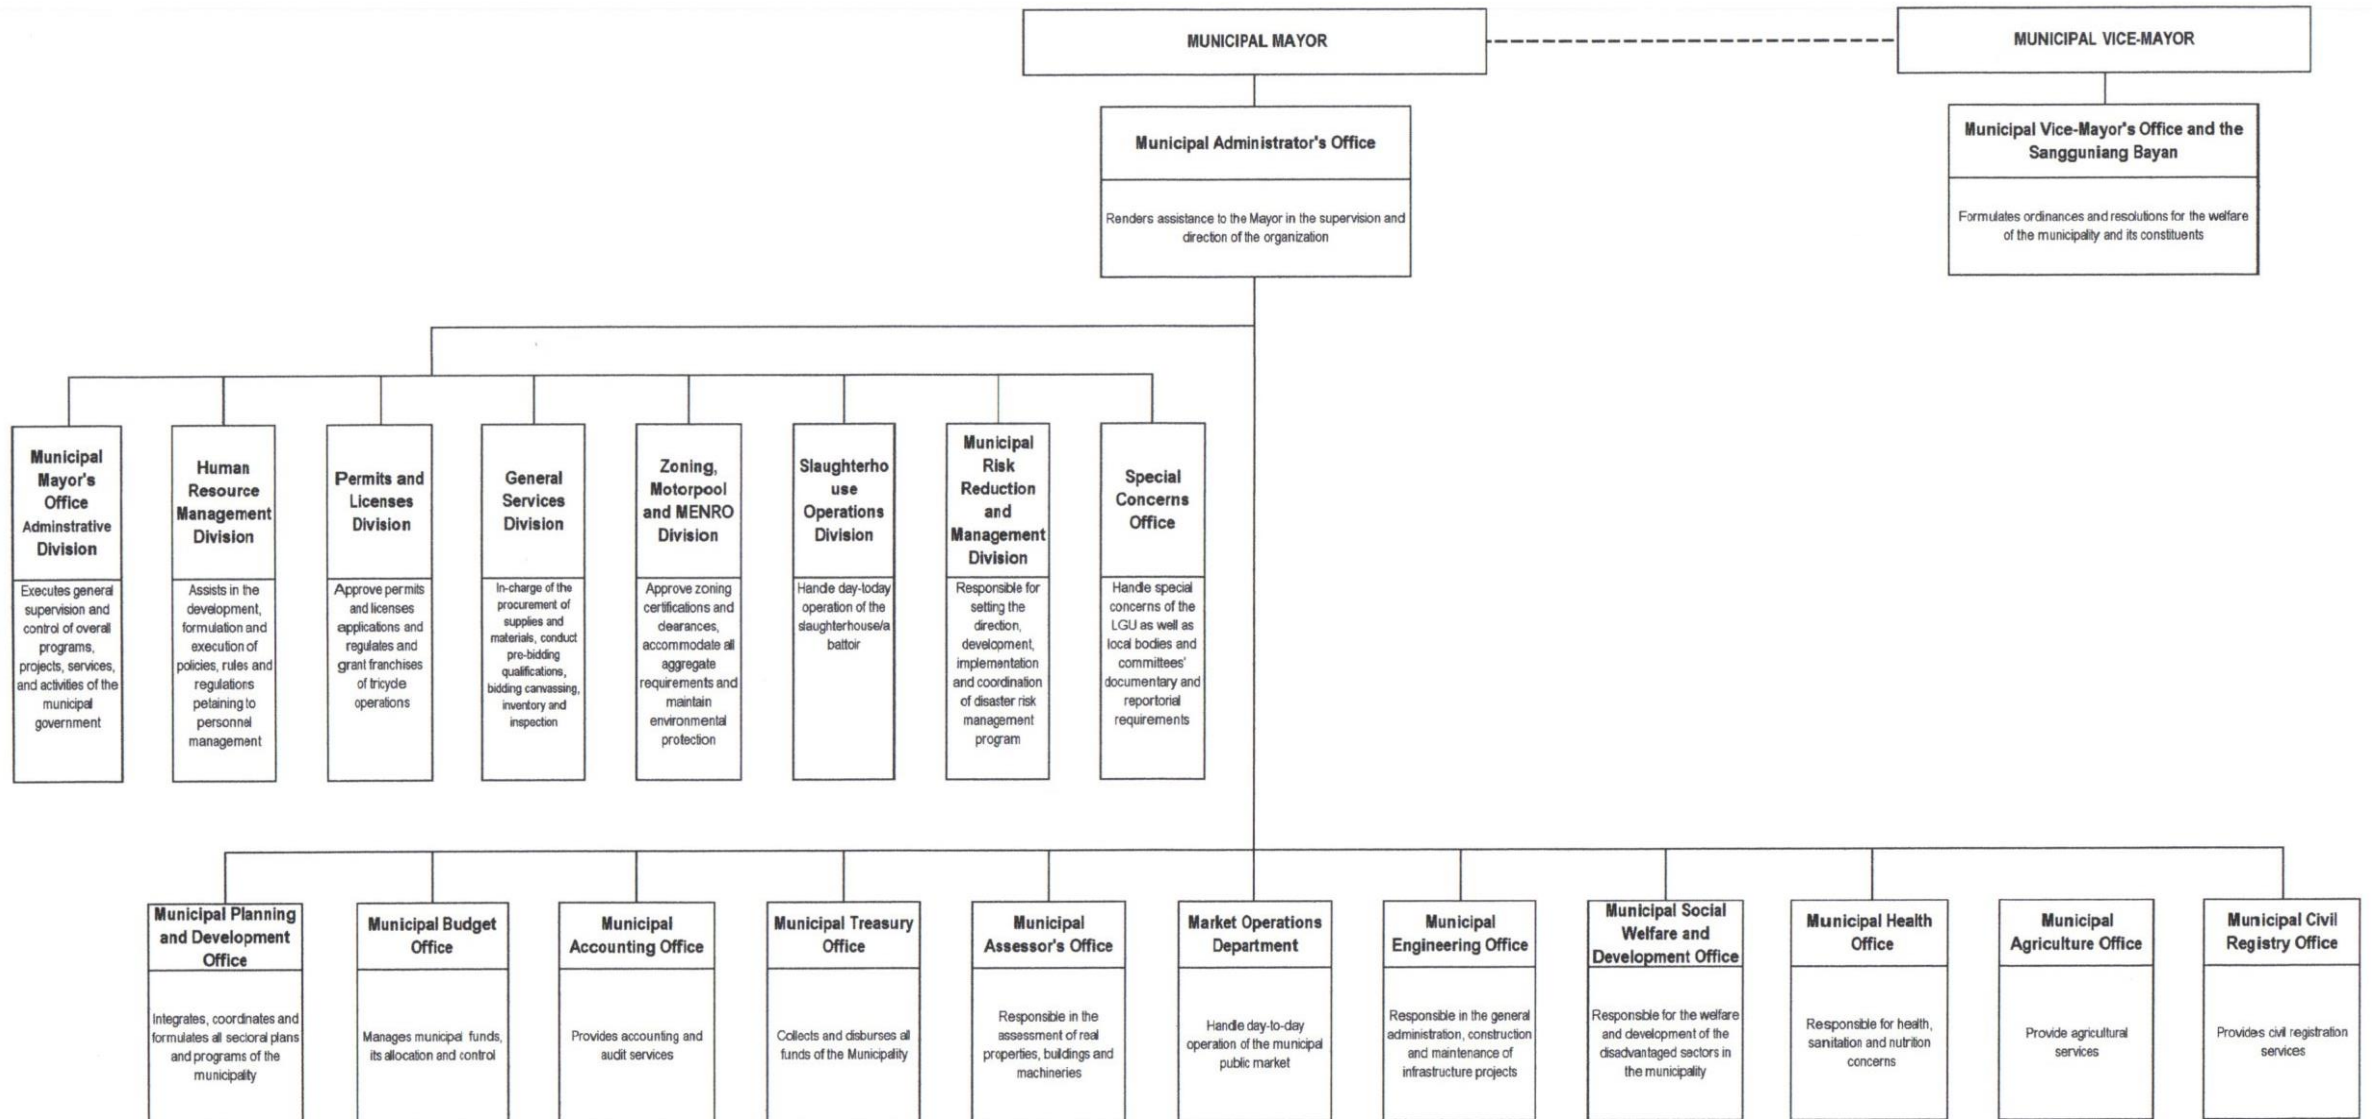 MUNICIPAL MAYOR
MUNICIPAL VICE-MAYOR
Municipal Administrator's Office
Renders assistance to the Mayor in the supervision and
direction of the organization
Municipal Vice-Mayor's Office and the
Sangguniang Bayan
Formulates ordinances and resolutions for the welfare
of the municipality and its constituents
Municipal
Mayor's
Office
Adminstrative
Division
Executes general
supervision and
control of overall
programs,
projects, services,
and activities of the
municipal
government
Human
Resource
Management
Division
Assists in the
development,
formulation and
execution of
policies, rules and
regulations
petaining to
personnel
management
Permits and
Licenses
Division
Approve permits
and licenses
applications and
regulates and
grant franchises
of tricycle
operations
General
Services
Division
In-charge of the
procurement of
supplies and
materials, conduct
pre-bidding
qualifications,
bidding canvassing,
inventory and
inspection
Zoning,
Motorpool
and MENRO
Division
Approve zoning
certifications and
clearances,
accommodate all
aggregate
requirements and
maintain
environmental
protection
Slaughterho
use
Operations
Division
Handle day-today
operation of the
slaughterhouse/a
battoir
Municipal
Risk
Reduction
and
Management
Division
Responsible for
setting the
direction,
development,
implementation
and coordination
of disaster risk
management
program
Special
Concerns
Office
Handle special
concerns of the
LGU as well as
local bodies and
committees'
documentary and
reportorial
requirements
Municipal Planning
and Development
Office
Integrates, coordinates and
formulates all sectoral plans
and programs of the
municipality
Municipal Budget
Office
Manages municipal funds,
its allocation and control
Municipal
Accounting Office
Provides accounting and
audit services
Municipal Treasury
Office
Collects and disburses all
funds of the Municipality
Municipal
Assessor's Office
Responsible in the
assessment of real
properties, buildings and
machineries
Market Operations
Department
Handle day-to-day
operation of the municipal
public market
Municipal
Engineering Office
Responsible in the general
administration, construction
and maintenance of
infrastructure projects
Municipal Social
Welfare and
Development Office
Responsible for the welfare
and development of the
disadvantaged sectors in
the municipality
Municipal Health
Office
Responsible for health,
sanitation and nutrition
concerns
Municipal
Agriculture Office
Provide agricultural
services
Municipal Civil
Registry Office
Provides civil registration
services